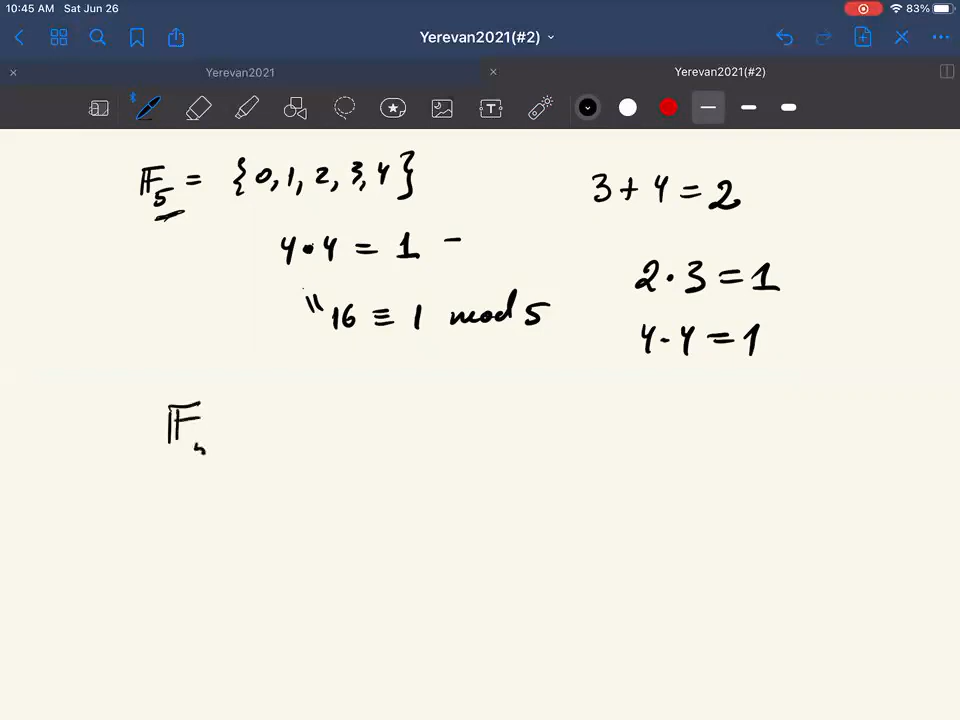 10:45 AM Sat Jun 26
83%
Yerevan2021(#2)
Yerevan2021
Yerevan2021(#2)
𝔽₅ = {0, 1, 2, 3, 4}
3 + 4 = 2
4 · 4 = 1 –
2 · 3 = 1
" 16 ≡ 1 mod 5
4 · 4 = 1
𝔽